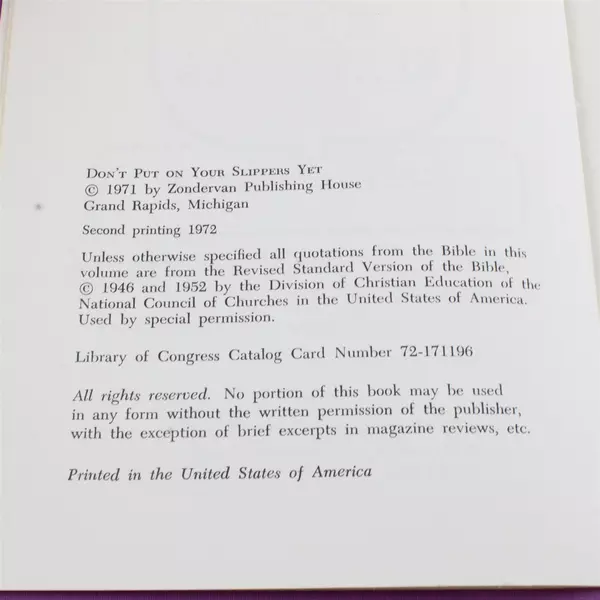 Don't Put on Your Slippers Yet
© 1971 by Zondervan Publishing House
Grand Rapids, Michigan
Second printing 1972
Unless otherwise specified all quotations from the Bible in this
volume are from the Revised Standard Version of the Bible,
© 1946 and 1952 by the Division of Christian Education of the
National Council of Churches in the United States of America.
Used by special permission.
Library of Congress Catalog Card Number 72-171196
All rights reserved. No portion of this book may be used
in any form without the written permission of the publisher,
with the exception of brief excerpts in magazine reviews, etc.
Printed in the United States of America